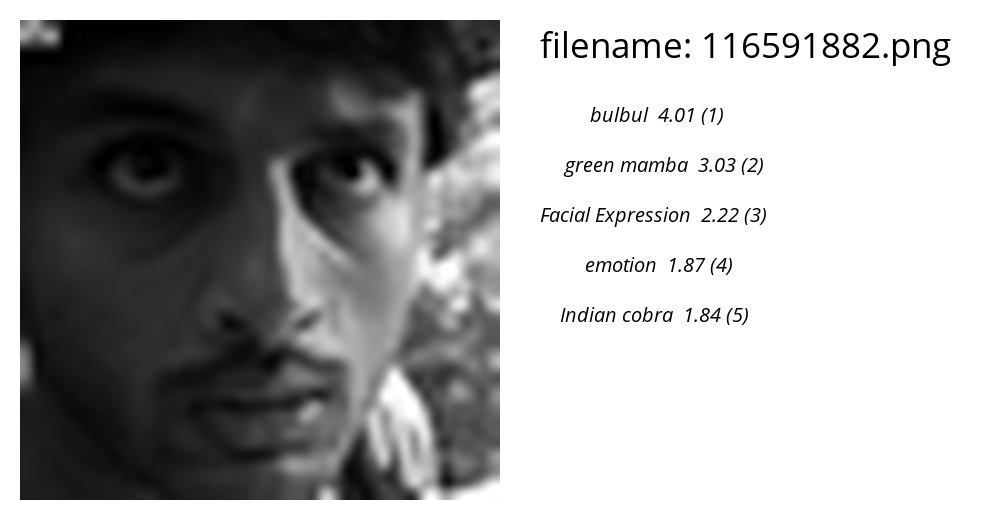 filename: 116591882.png
bulbul 4.01 (1)
green mamba 3.03 (2)
Facial Expression 2.22 (3)
emotion 1.87 (4)
Indian cobra 1.84 (5)